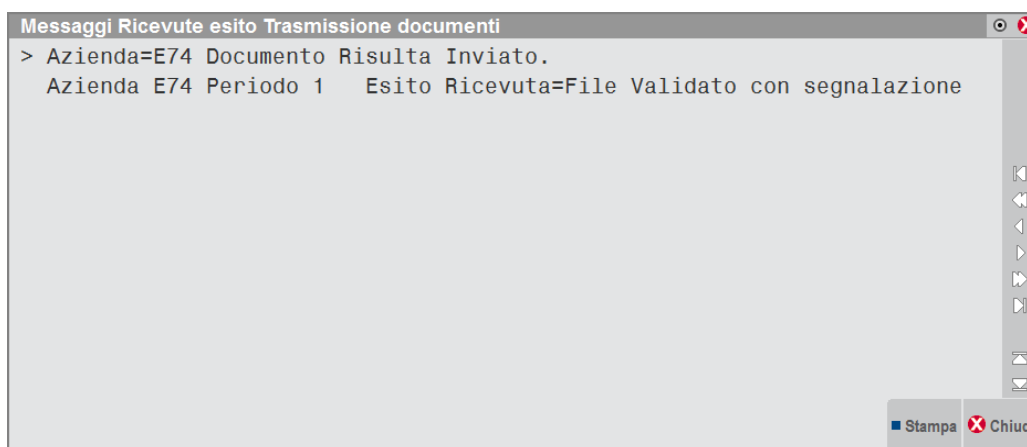 Messaggi Ricevute esito Trasmissione documenti
> Azienda=E74 Documento Risulta Inviato.
Azienda E74 Periodo 1 Esito Ricevuta=File Validato con segnalazione
Stampa Chiud